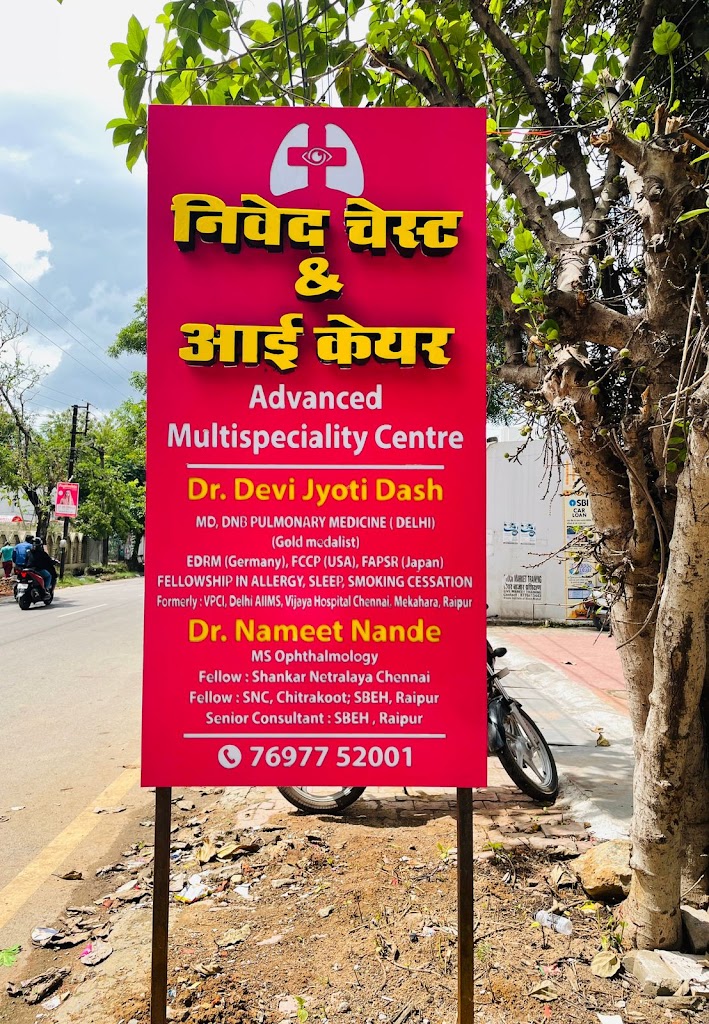 निवेद चेस्ट
&
आई केयर
Advanced
Multispeciality Centre
Dr. Devi Jyoti Dash
MD, DNB PULMONARY MEDICINE ( DELHI)
(Gold medalist)
EDRM (Germany), FCCP (USA), FAPSR (Japan)
FELLOWSHIP IN ALLERGY, SLEEP, SMOKING CESSATION
Formerly : VPCI, Delhi AIIMS, Vijaya Hospital Chennai, Mekahara, Raipur
Dr. Nameet Nande
MS Ophthalmology
Fellow : Shankar Netralaya Chennai
Fellow : SNC, Chitrakoot; SBEH, Raipur
Senior Consultant : SBEH , Raipur
76977 52001
SBI
CAR
LOAN